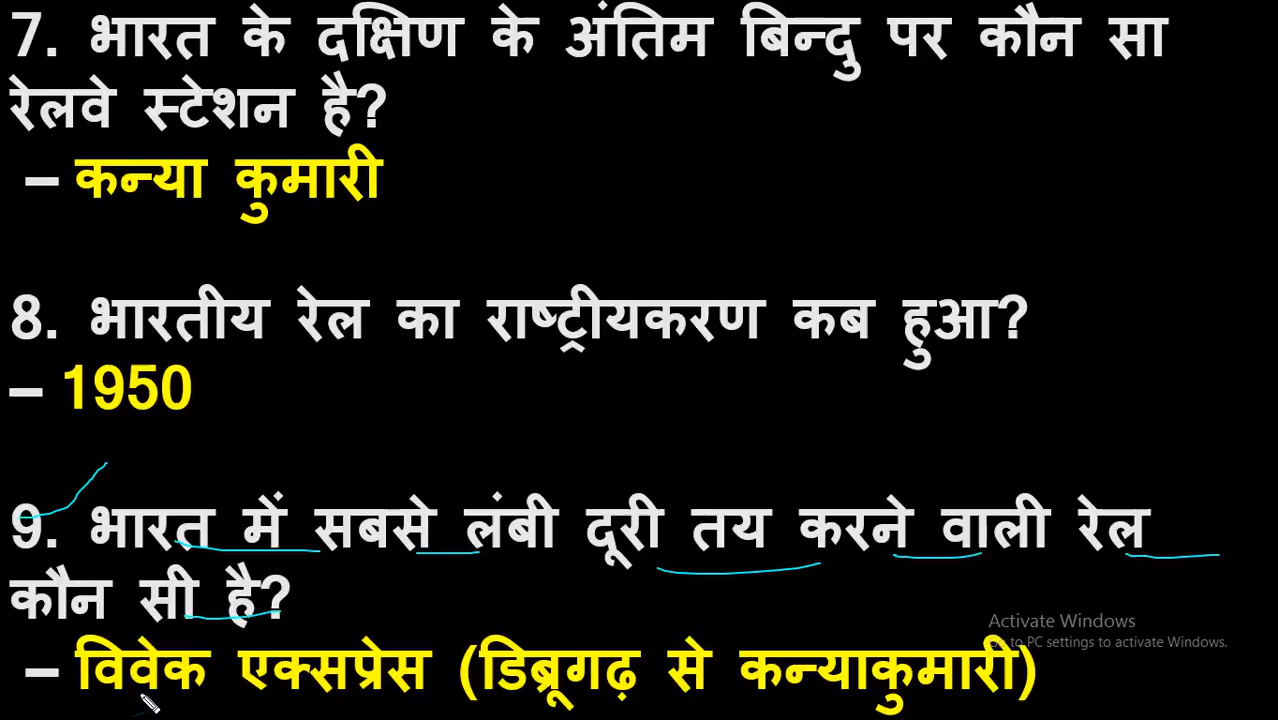 7. भारत के दक्षिण के अंतिम बिन्दु पर कौन सा
रेलवे स्टेशन है?
– कन्या कुमारी
8. भारतीय रेल का राष्ट्रीयकरण कब हुआ?
– 1950
9. भारत में सबसे लंबी दूरी तय करने वाली रेल
कौन सी है?
Activate Windows
Go to PC settings to activate Windows.
– विवेक एक्सप्रेस (डिब्रूगढ़ से कन्याकुमारी)